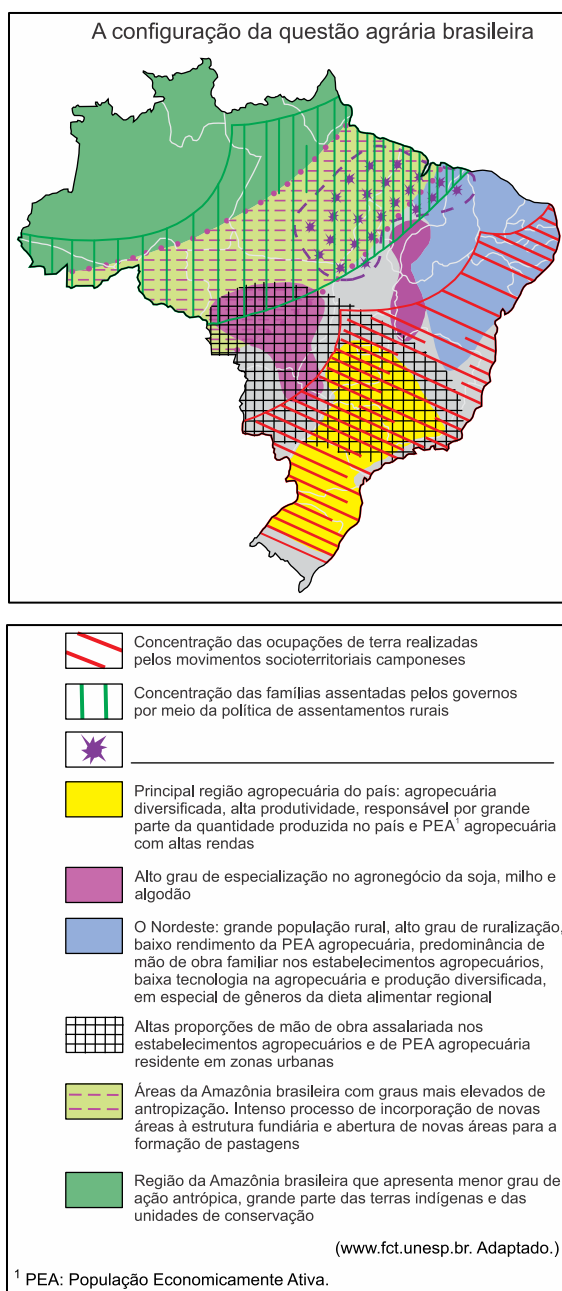 A configuração da questão agrária brasileira
Concentração das ocupações de terra realizadas
pelos movimentos socioterritoriais camponeses
Concentração das famílias assentadas pelos governos
por meio da política de assentamentos rurais
Principal região agropecuária do país: agropecuária
diversificada, alta produtividade, responsável por grande
parte da quantidade produzida no país e PEA¹ agropecuária
com altas rendas
Alto grau de especialização no agronegócio da soja, milho e
algodão
O Nordeste: grande população rural, alto grau de ruralização,
baixo rendimento da PEA agropecuária, predominância de
mão de obra familiar nos estabelecimentos agropecuários,
baixa tecnologia na agropecuária e produção diversificada,
em especial de gêneros da dieta alimentar regional
Altas proporções de mão de obra assalariada nos
estabelecimentos agropecuários e de PEA agropecuária
residente em zonas urbanas
Áreas da Amazônia brasileira com graus mais elevados de
antropização. Intenso processo de incorporação de novas
áreas à estrutura fundiária e abertura de novas áreas para a
formação de pastagens
Região da Amazônia brasileira que apresenta menor grau de
ação antrópica, grande parte das terras indígenas e das
unidades de conservação
(www.fct.unesp.br. Adaptado.)
¹ PEA: População Economicamente Ativa.